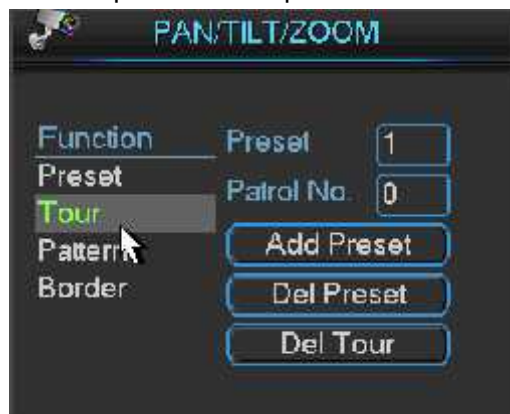 PAN/TILT/ZOOM
Function
Preset
Tour
Pattern
Border
Preset 1
Patrol No. 0
Add Preset
Del Preset
Del Tour